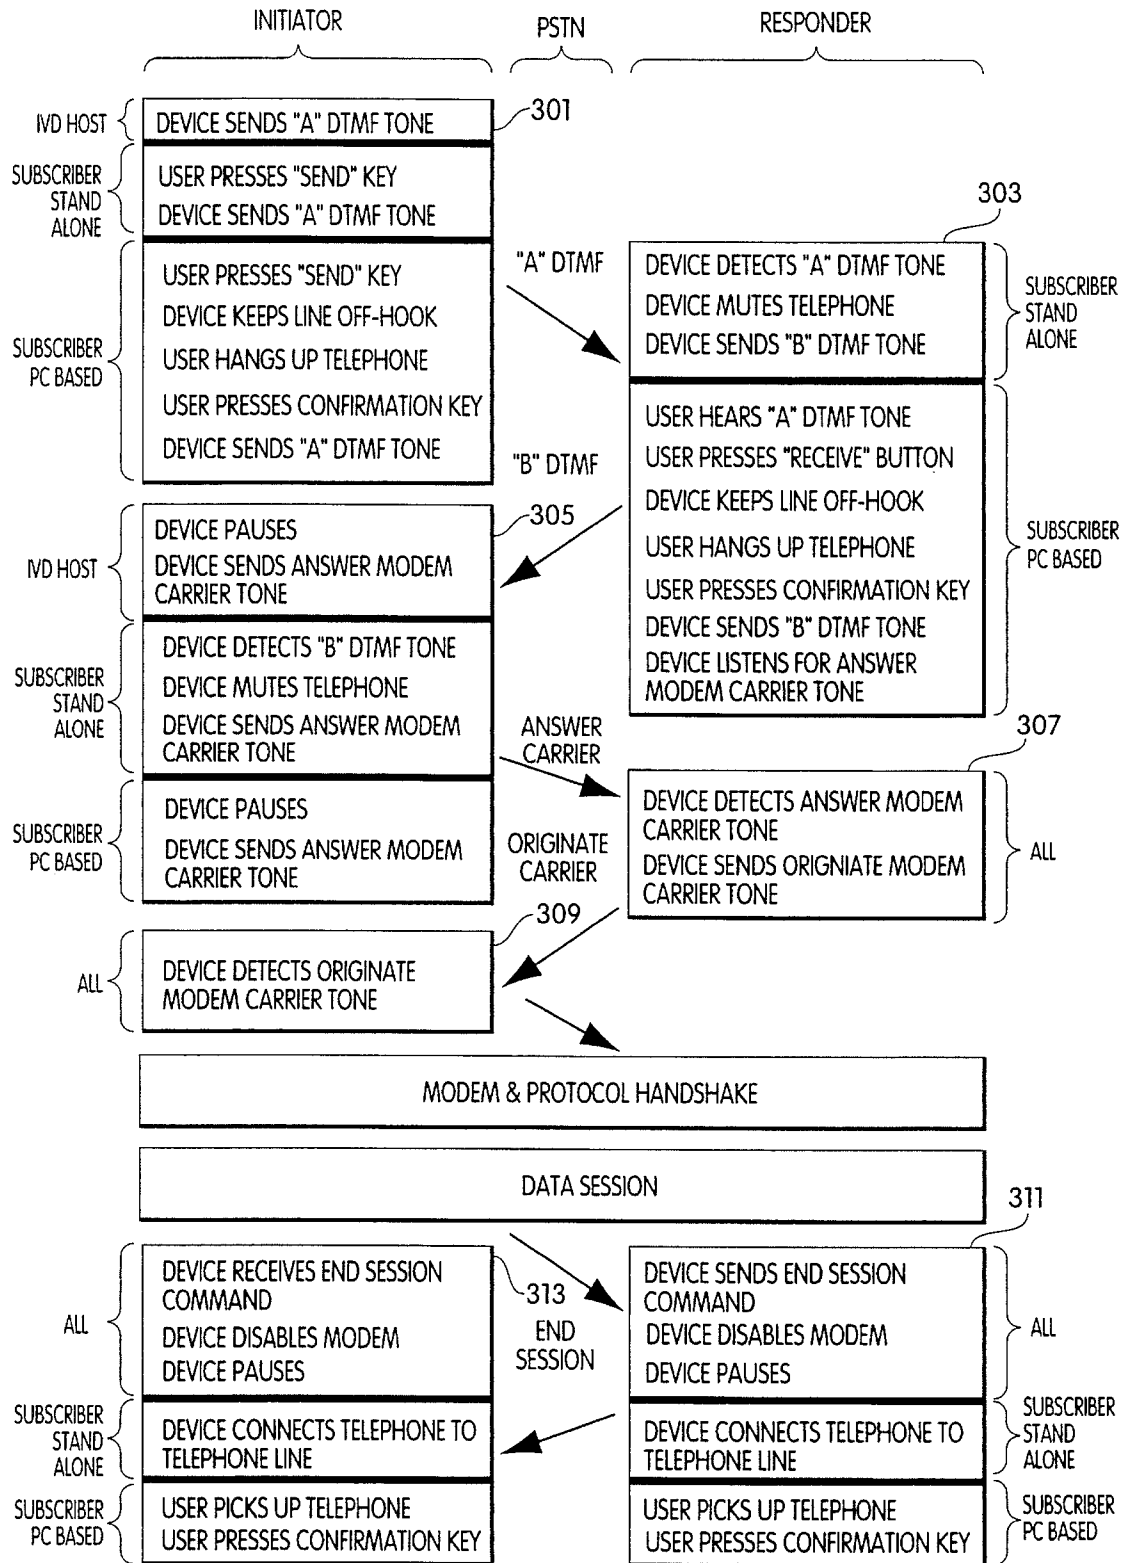 INITIATOR
PSTN
RESPONDER
IVD HOST
DEVICE SENDS "A" DTMF TONE
301
SUBSCRIBER
STAND
ALONE
USER PRESSES "SEND" KEY
DEVICE SENDS "A" DTMF TONE
SUBSCRIBER
PC BASED
USER PRESSES "SEND" KEY
DEVICE KEEPS LINE OFF-HOOK
USER HANGS UP TELEPHONE
USER PRESSES CONFIRMATION KEY
DEVICE SENDS "A" DTMF TONE
"A" DTMF
303
DEVICE DETECTS "A" DTMF TONE
DEVICE MUTES TELEPHONE
DEVICE SENDS "B" DTMF TONE
SUBSCRIBER
STAND
ALONE
USER HEARS "A" DTMF TONE
USER PRESSES "RECEIVE" BUTTON
DEVICE KEEPS LINE OFF-HOOK
USER HANGS UP TELEPHONE
USER PRESSES CONFIRMATION KEY
DEVICE SENDS "B" DTMF TONE
DEVICE LISTENS FOR ANSWER
MODEM CARRIER TONE
SUBSCRIBER
PC BASED
"B" DTMF
305
IVD HOST
DEVICE PAUSES
DEVICE SENDS ANSWER MODEM
CARRIER TONE
SUBSCRIBER
STAND
ALONE
DEVICE DETECTS "B" DTMF TONE
DEVICE MUTES TELEPHONE
DEVICE SENDS ANSWER MODEM
CARRIER TONE
SUBSCRIBER
PC BASED
DEVICE PAUSES
DEVICE SENDS ANSWER MODEM
CARRIER TONE
ANSWER
CARRIER
307
DEVICE DETECTS ANSWER MODEM
CARRIER TONE
DEVICE SENDS ORIGNIATE MODEM
CARRIER TONE
ALL
ORIGINATE
CARRIER
309
ALL
DEVICE DETECTS ORIGINATE
MODEM CARRIER TONE
MODEM & PROTOCOL HANDSHAKE
DATA SESSION
311
ALL
DEVICE RECEIVES END SESSION
COMMAND
DEVICE DISABLES MODEM
DEVICE PAUSES
313
END
SESSION
DEVICE SENDS END SESSION
COMMAND
DEVICE DISABLES MODEM
DEVICE PAUSES
ALL
SUBSCRIBER
STAND
ALONE
DEVICE CONNECTS TELEPHONE TO
TELEPHONE LINE
DEVICE CONNECTS TELEPHONE TO
TELEPHONE LINE
SUBSCRIBER
STAND
ALONE
SUBSCRIBER
PC BASED
USER PICKS UP TELEPHONE
USER PRESSES CONFIRMATION KEY
USER PICKS UP TELEPHONE
USER PRESSES CONFIRMATION KEY
SUBSCRIBER
PC BASED